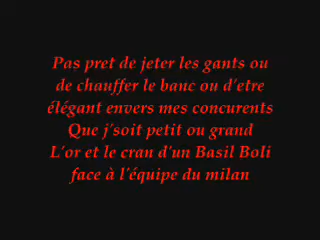 Pas pret de jeter les gants ou
de chauffer le banc ou d'etre
élégant envers mes concurents
Que j'soit petit ou grand
L'or et le cran d'un Basil Boli
face à l'équipe du milan